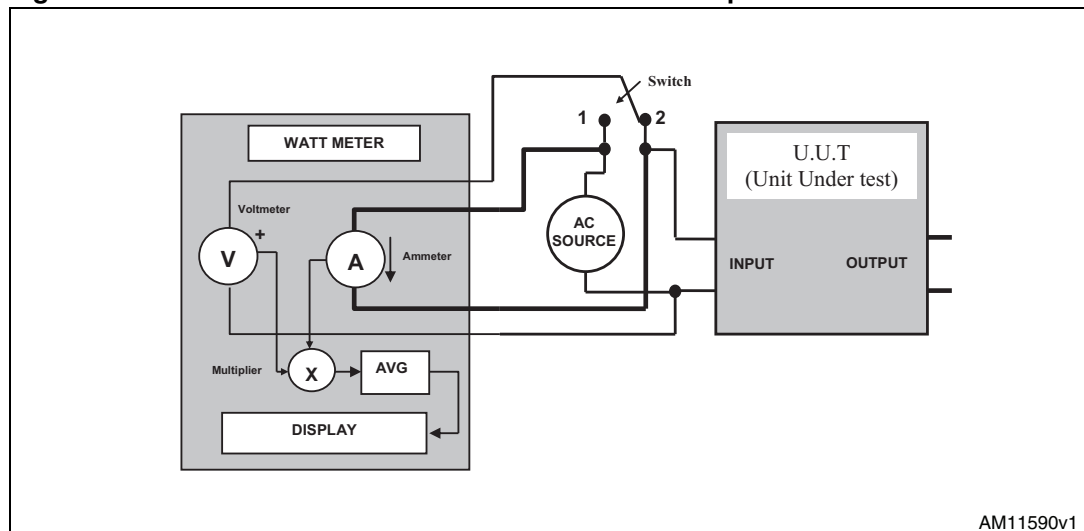 Switch
1
2
WATT METER
U.U.T
(Unit Under test)
Voltmeter
+
AC
SOURCE
V
A
Ammeter
INPUT
OUTPUT
Multiplier
X
AVG
DISPLAY
AM11590v1